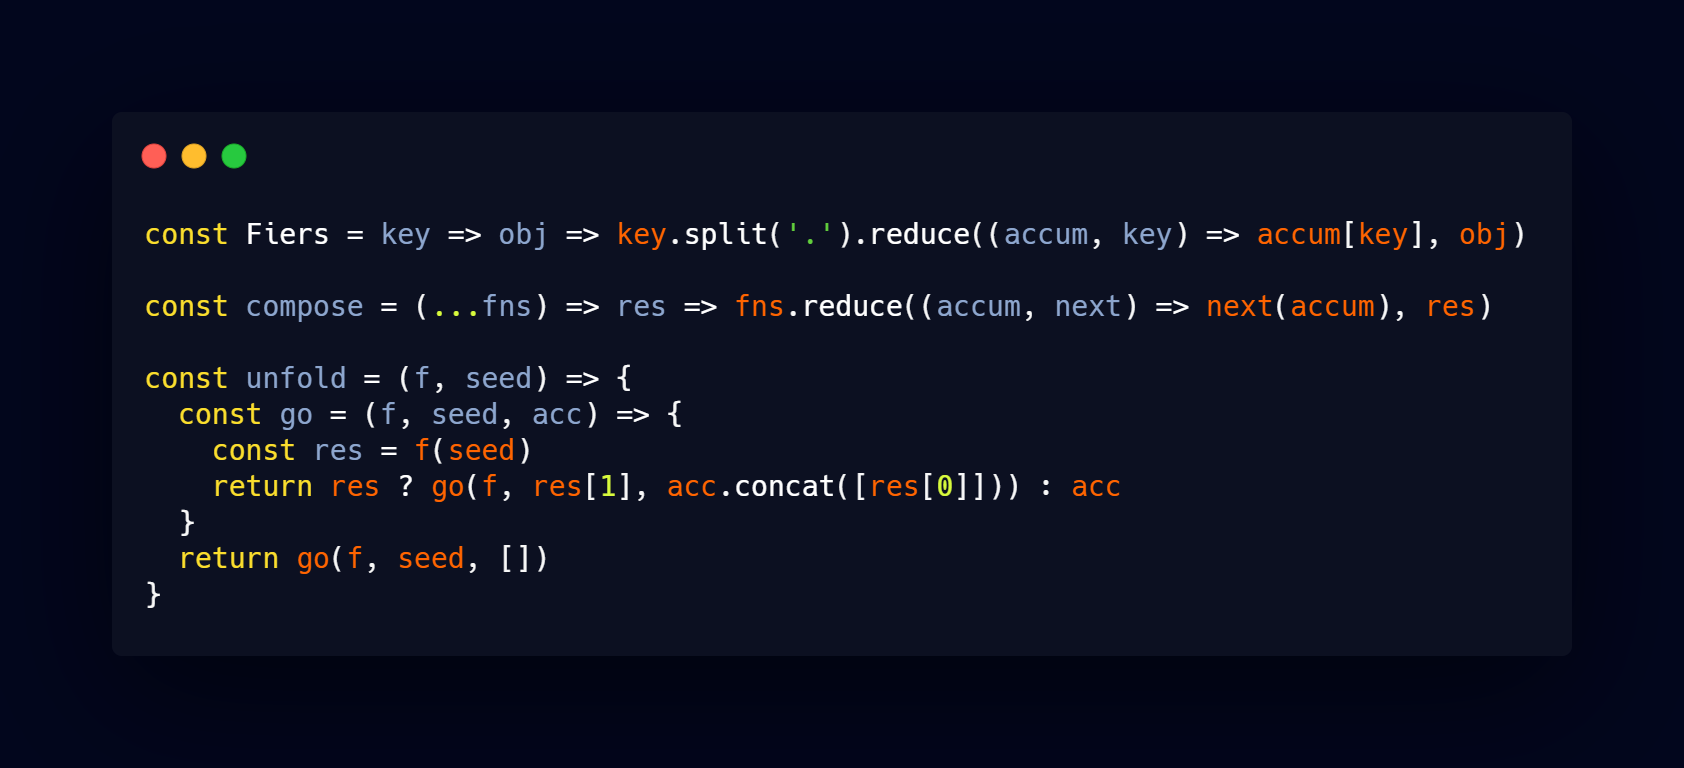 const Fiers = key => obj => key.split('.').reduce((accum, key) => accum[key], obj)
const compose = (...fns) => res => fns.reduce((accum, next) => next(accum), res)
const unfold = (f, seed) => {
  const go = (f, seed, acc) => {
    const res = f(seed)
    return res ? go(f, res[1], acc.concat([res[0]])) : acc
  }
  return go(f, seed, [])
}